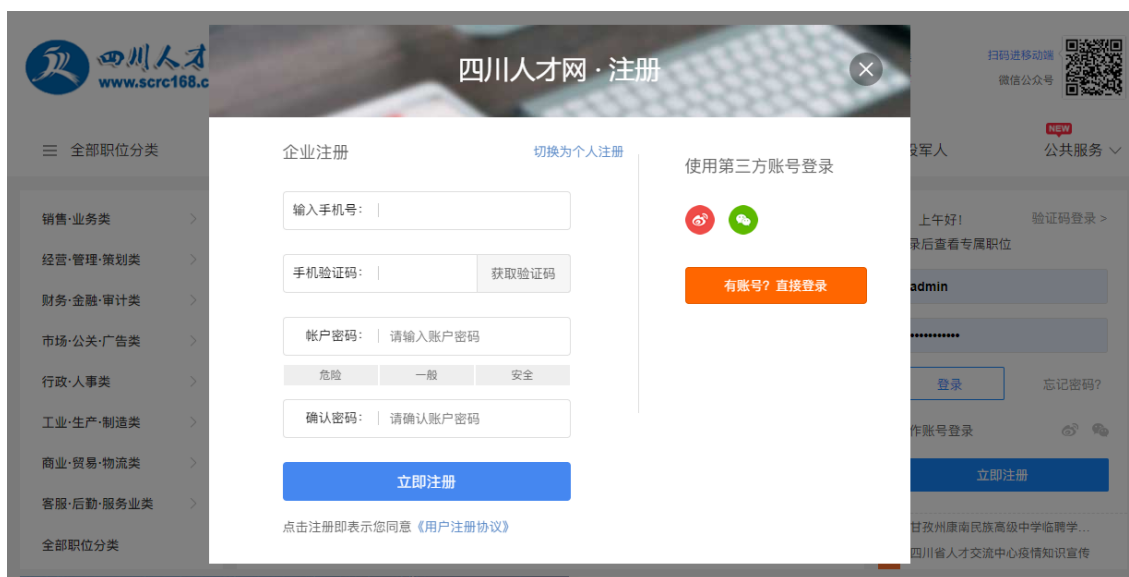 四川人才
www.scrc168.c
四川人才网 · 注册
扫码进移动端
微信公众号
全部职位分类
役军人
NEW
公共服务
销售·业务类
经营·管理·策划类
财务·金融·审计类
市场·公关·广告类
行政·人事类
工业·生产·制造类
商业·贸易·物流类
客服·后勤·服务业类
全部职位分类
企业注册
切换为个人注册
输入手机号:
手机验证码:
获取验证码
帐户密码:
请输入账户密码
危险 一般 安全
确认密码:
请确认账户密码
立即注册
点击注册即表示您同意《用户注册协议》
使用第三方账号登录
有账号? 直接登录
上午好!
验证码登录 >
录后查看专属职位
admin
登录
忘记密码?
作账号登录
立即注册
甘孜州康南民族高级中学临聘学...
四川省人才交流中心疫情知识宣传